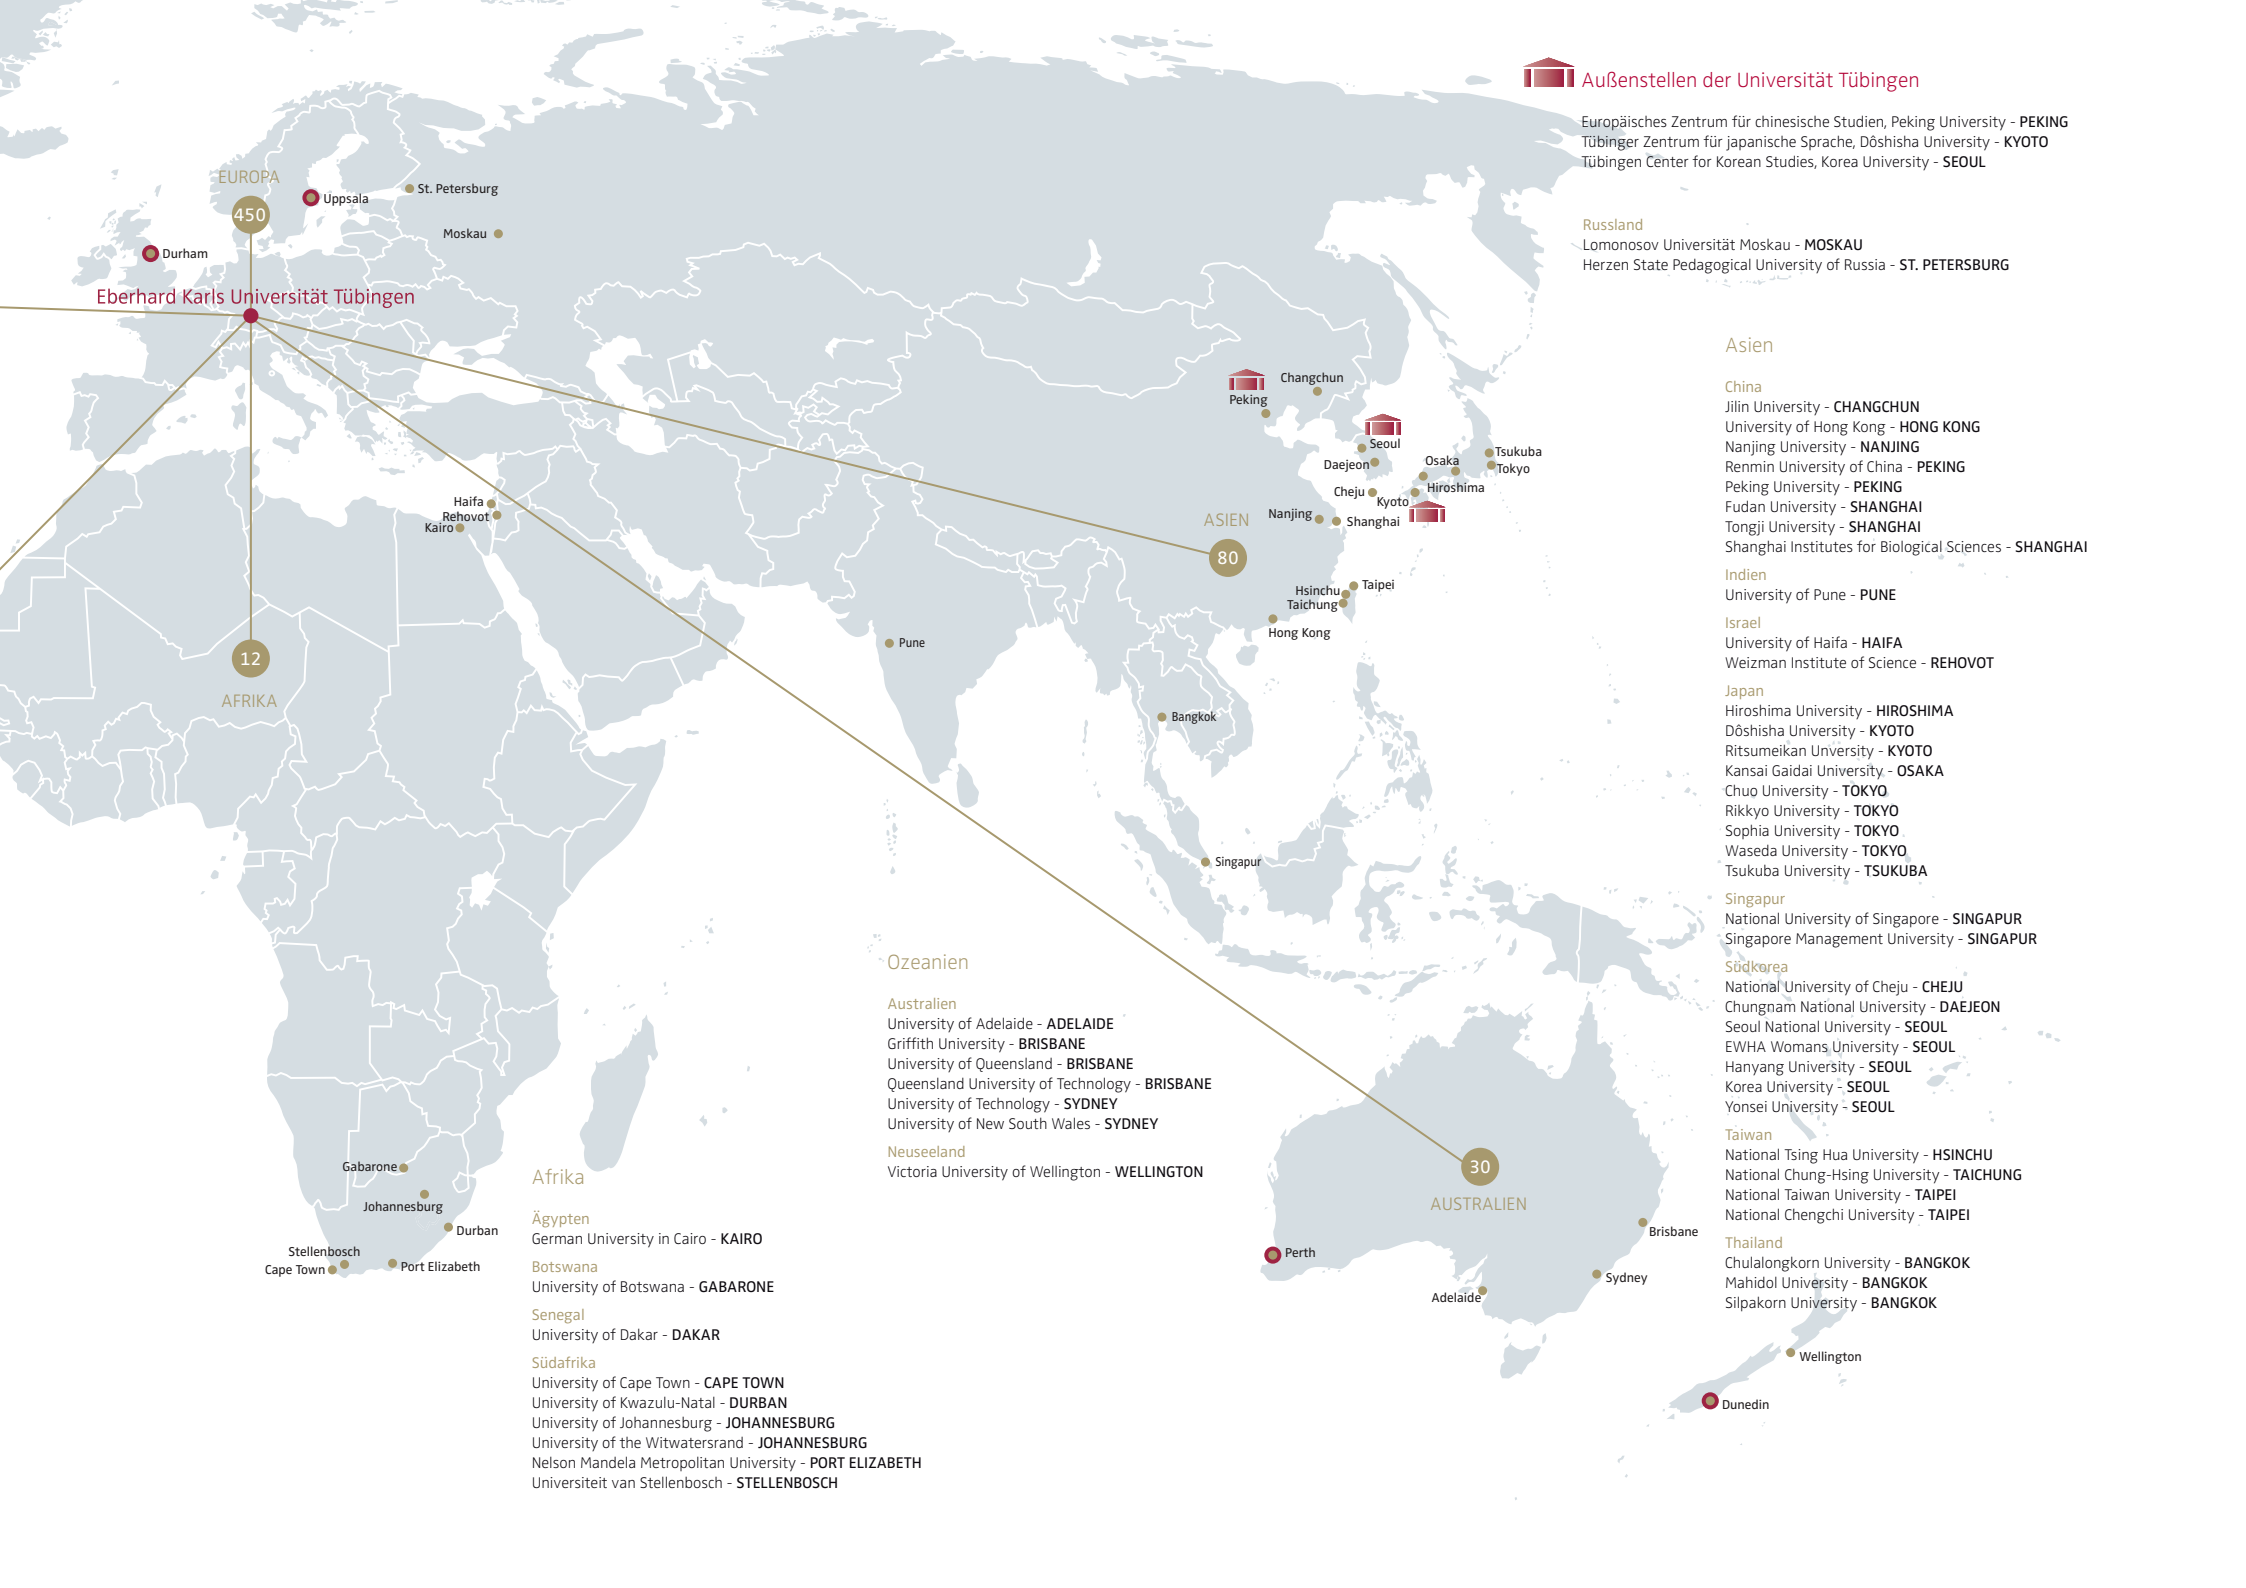 Außenstellen der Universität Tübingen
Europäisches Zentrum für chinesische Studien, Peking University - PEKING
Tübinger Zentrum für japanische Sprache, Dôshisha University - KYOTO
Tübingen Center for Korean Studies, Korea University - SEOUL
Russland
Lomonosov Universität Moskau - MOSKAU
Herzen State Pedagogical University of Russia - ST. PETERSBURG
EUROPA
450
Uppsala
St. Petersburg
Moskau
Durham
Eberhard Karls Universität Tübingen
Changchun
Peking
Seoul
Daejeon
Osaka
Tsukuba
Tokyo
Cheju
Kyoto
Hiroshima
Haifa
Rehovot
Kairo
ASIEN
80
Nanjing
Shanghai
Hsinchu
Taipei
Taichung
Hong Kong
Pune
12
AFRIKA
Bangkok
Singapur
30
AUSTRALIEN
Gabarone
Johannesburg
Durban
Stellenbosch
Cape Town
Port Elizabeth
Perth
Brisbane
Sydney
Adelaide
Wellington
Dunedin
Asien
China
Jilin University - CHANGCHUN
University of Hong Kong - HONG KONG
Nanjing University - NANJING
Renmin University of China - PEKING
Peking University - PEKING
Fudan University - SHANGHAI
Tongji University - SHANGHAI
Shanghai Institutes for Biological Sciences - SHANGHAI
Indien
University of Pune - PUNE
Israel
University of Haifa - HAIFA
Weizman Institute of Science - REHOVOT
Japan
Hiroshima University - HIROSHIMA
Dôshisha University - KYOTO
Ritsumeikan Unversity - KYOTO
Kansai Gaidai University - OSAKA
Chuo University - TOKYO
Rikkyo University - TOKYO
Sophia University - TOKYO
Waseda University - TOKYO
Tsukuba University - TSUKUBA
Singapur
National University of Singapore - SINGAPUR
Singapore Management University - SINGAPUR
Südkorea
National University of Cheju - CHEJU
Chungnam National University - DAEJEON
Seoul National University - SEOUL
EWHA Womans University - SEOUL
Hanyang University - SEOUL
Korea University - SEOUL
Yonsei University - SEOUL
Taiwan
National Tsing Hua University - HSINCHU
National Chung-Hsing University - TAICHUNG
National Taiwan University - TAIPEI
National Chengchi University - TAIPEI
Thailand
Chulalongkorn University - BANGKOK
Mahidol University - BANGKOK
Silpakorn University - BANGKOK
Ozeanien
Australien
University of Adelaide - ADELAIDE
Griffith University - BRISBANE
University of Queensland - BRISBANE
Queensland University of Technology - BRISBANE
University of Technology - SYDNEY
University of New South Wales - SYDNEY
Neuseeland
Victoria University of Wellington - WELLINGTON
Afrika
Ägypten
German University in Cairo - KAIRO
Botswana
University of Botswana - GABARONE
Senegal
University of Dakar - DAKAR
Südafrika
University of Cape Town - CAPE TOWN
University of Kwazulu-Natal - DURBAN
University of Johannesburg - JOHANNESBURG
University of the Witwatersrand - JOHANNESBURG
Nelson Mandela Metropolitan University - PORT ELIZABETH
Universiteit van Stellenbosch - STELLENBOSCH